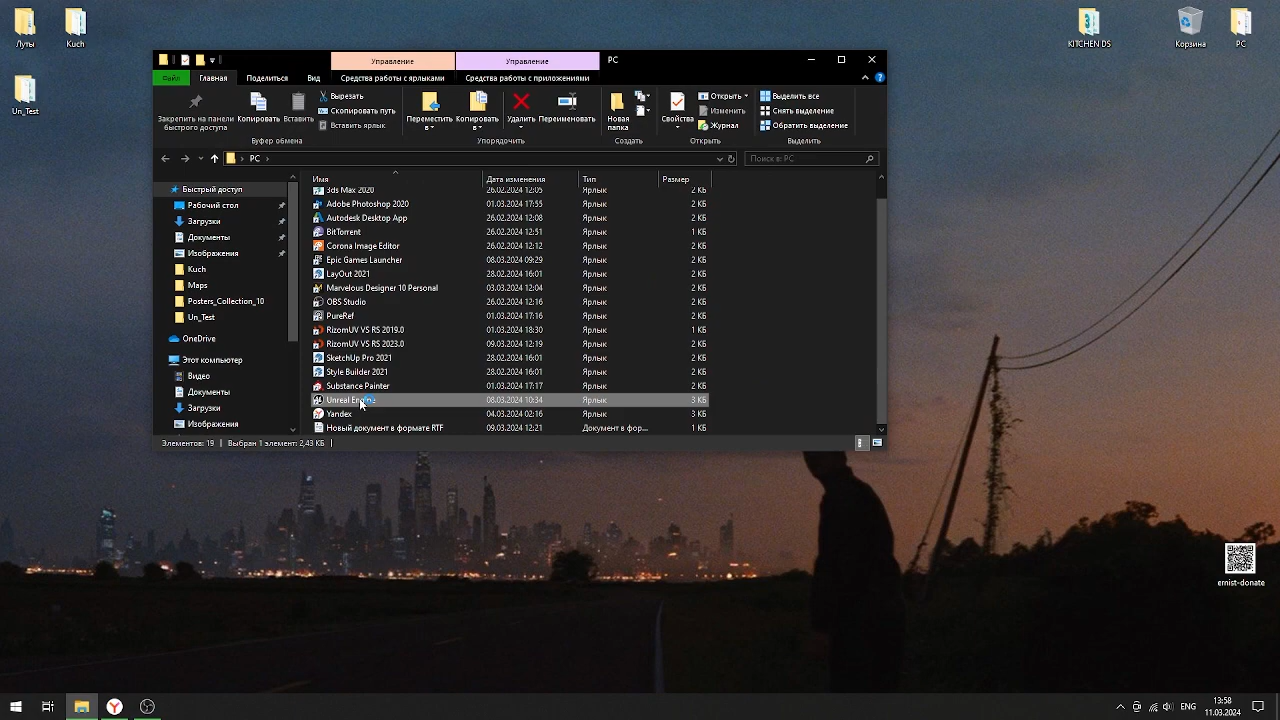 Луты
Kuch
KITCHEN DS
Корзина
PC
Un_Test
Управление
Управление
PC
Файл
Главная
Поделиться
Вид
Средства работы с ярлыками
Средства работы с приложениями
Закрепить на панели быстрого доступа
Копировать
Вставить
Вырезать
Скопировать путь
Вставить ярлык
Переместить в
Копировать в
Удалить
Переименовать
Новая папка
Свойства
Открыть
Изменить
Журнал
Выделить все
Снять выделение
Обратить выделение
Буфер обмена
Упорядочить
Создать
Открыть
Выделить
PC
Поиск в: PC
Имя Дата изменения Тип Размер
3ds Max 2020 26.02.2024 12:05 Ярлык 2 КБ
Adobe Photoshop 2020 01.03.2024 17:55 Ярлык 2 КБ
Autodesk Desktop App 26.02.2024 12:08 Ярлык 2 КБ
BitTorrent 26.02.2024 12:51 Ярлык 1 КБ
Corona Image Editor 26.02.2024 12:12 Ярлык 2 КБ
Epic Games Launcher 08.03.2024 09:29 Ярлык 2 КБ
LayOut 2021 28.02.2024 16:01 Ярлык 2 КБ
Marvelous Designer 10 Personal 03.03.2024 12:04 Ярлык 2 КБ
OBS Studio 26.02.2024 12:16 Ярлык 2 КБ
PureRef 01.03.2024 17:16 Ярлык 2 КБ
RizomUV VS RS 2019.0 01.03.2024 18:30 Ярлык 1 КБ
RizomUV VS RS 2023.0 09.03.2024 12:19 Ярлык 2 КБ
SketchUp Pro 2021 28.02.2024 16:01 Ярлык 2 КБ
Style Builder 2021 28.02.2024 16:01 Ярлык 2 КБ
Substance Painter 01.03.2024 17:17 Ярлык 2 КБ
Unreal Engine 08.03.2024 10:34 Ярлык 3 КБ
Yandex 04.03.2024 02:16 Ярлык 3 КБ
Новый документ в формате RTF 09.03.2024 12:21 Документ в фор... 1 КБ
Быстрый доступ
Рабочий стол
Загрузки
Документы
Изображения
Kuch
Maps
Posters_Collection_10
Un_Test
OneDrive
Этот компьютер
Видео
Документы
Загрузки
Изображения
Элементов: 19
Выбран 1 элемент: 2,43 КБ
ernist-donate
ENG
13:58
11.03.2024